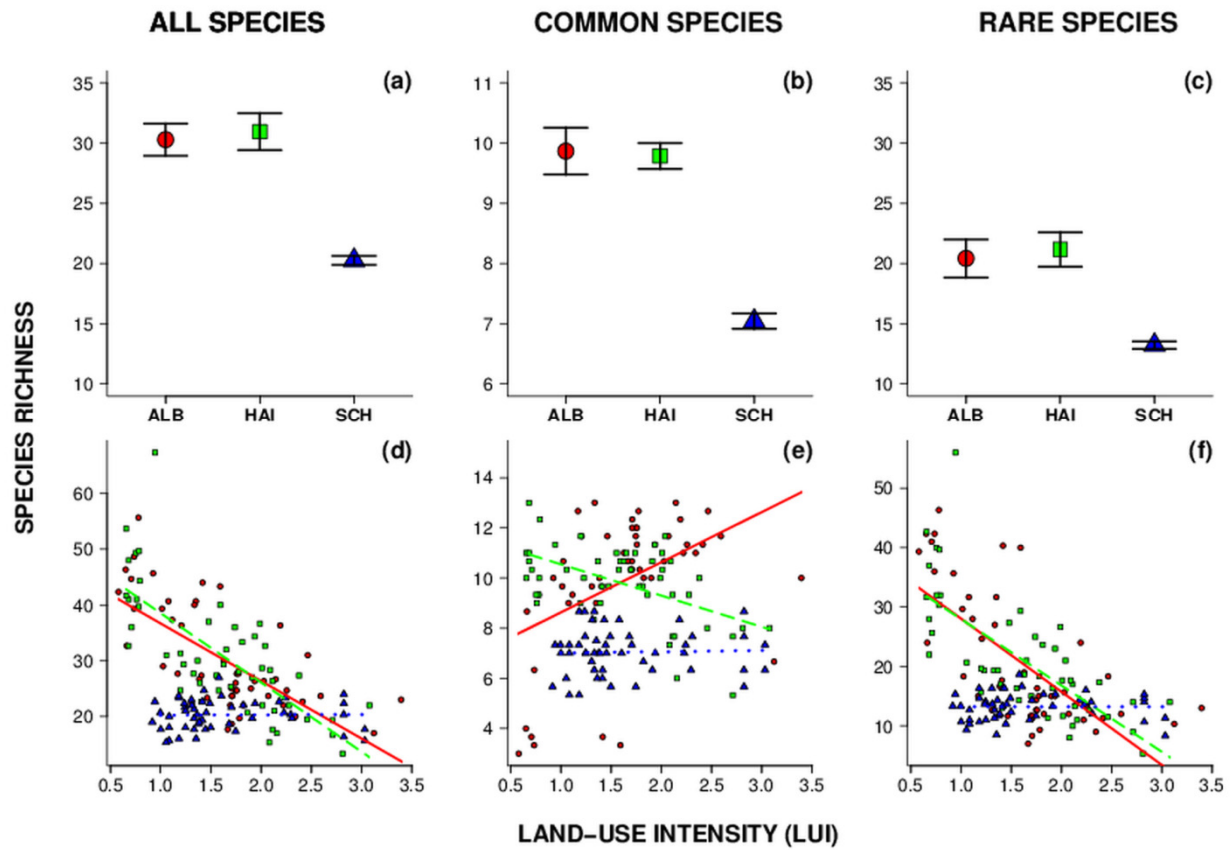 ALL SPECIES COMMON SPECIES RARE SPECIES
(a) (b) (c)
35 11 35
30 10 30
25 9 25
20 8 20
15 7 15
10 6 10
ALB HAI SCH ALB HAI SCH ALB HAI SCH
SPECIES RICHNESS
(d) (e) (f)
60 14 50
50 12 40
40 10 30
30 8 20
20 6 10
4
0.5 1.0 1.5 2.0 2.5 3.0 3.5 0.5 1.0 1.5 2.0 2.5 3.0 3.5 0.5 1.0 1.5 2.0 2.5 3.0 3.5
LAND-USE INTENSITY (LUI)